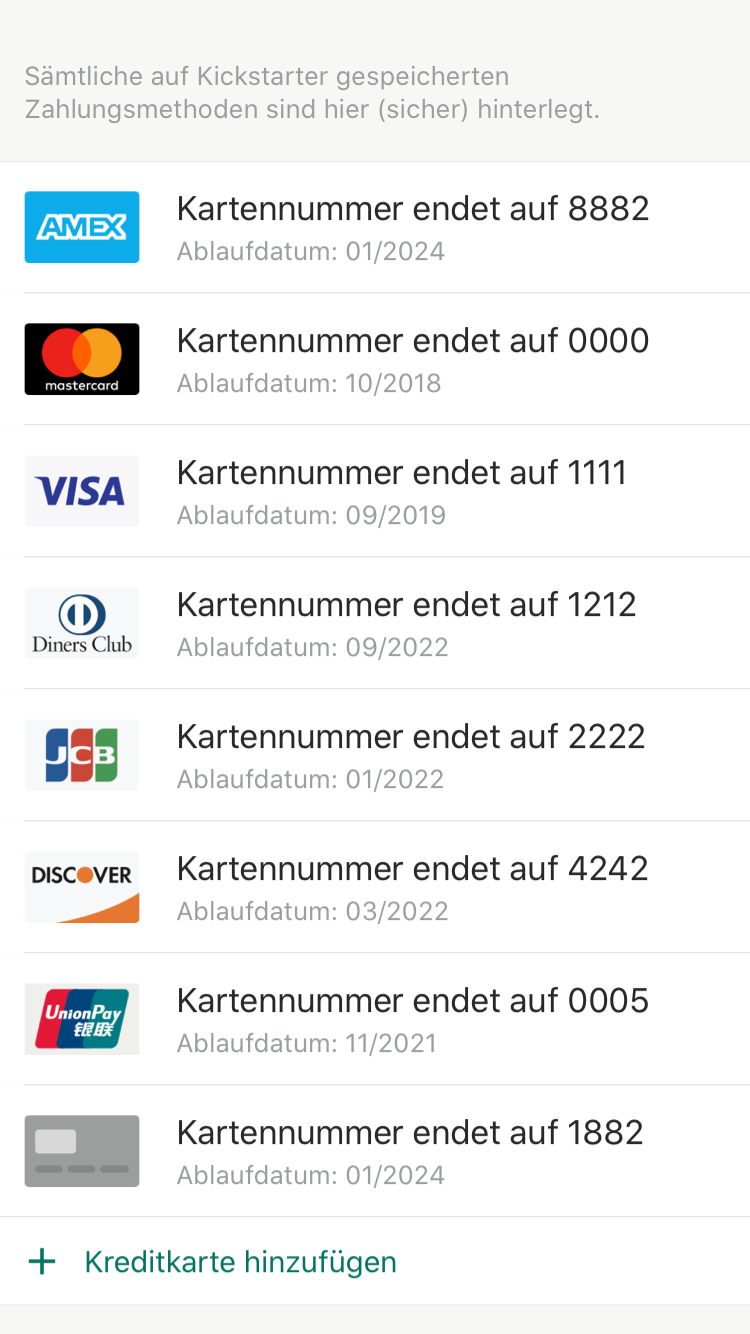 Sämtliche auf Kickstarter gespeicherten
Zahlungsmethoden sind hier (sicher) hinterlegt.
AMEX
Kartennummer endet auf 8882
Ablaufdatum: 01/2024
mastercard
Kartennummer endet auf 0000
Ablaufdatum: 10/2018
VISA
Kartennummer endet auf 1111
Ablaufdatum: 09/2019
Diners Club
Kartennummer endet auf 1212
Ablaufdatum: 09/2022
JCB
Kartennummer endet auf 2222
Ablaufdatum: 01/2022
DISCOVER
Kartennummer endet auf 4242
Ablaufdatum: 03/2022
UnionPay
银联
Kartennummer endet auf 0005
Ablaufdatum: 11/2021
Kartennummer endet auf 1882
Ablaufdatum: 01/2024
+ Kreditkarte hinzufügen